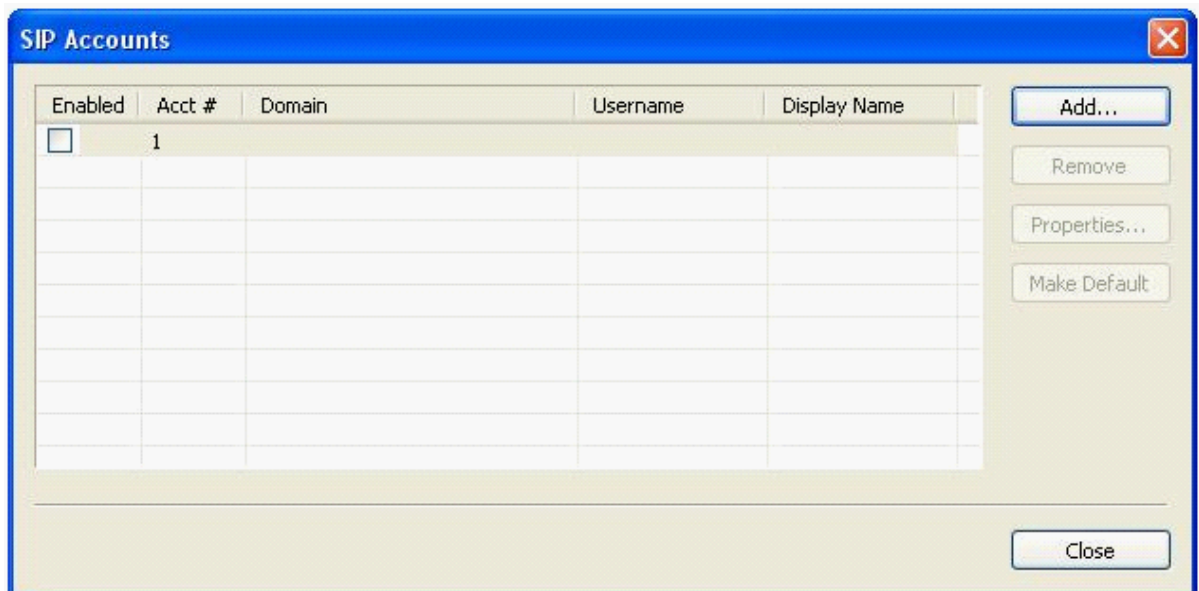 SIP Accounts
Enabled Acct # Domain Username Display Name
1
Add...
Remove
Properties...
Make Default
Close